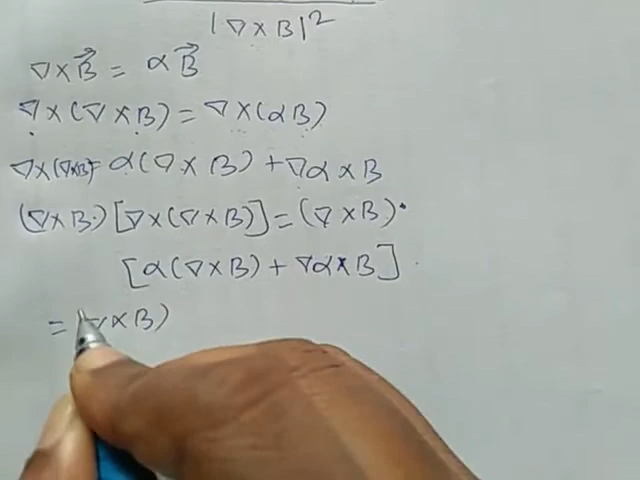 |∇×B|²
∇×B⃗ = αB⃗
∇×(∇×B) = ∇×(αB)
∇×(∇×B)= α(∇×B) + ∇α×B
(∇×B·)[∇×(∇×B)] = (∇×B)·
[α(∇×B) + ∇α×B]
= ×B)